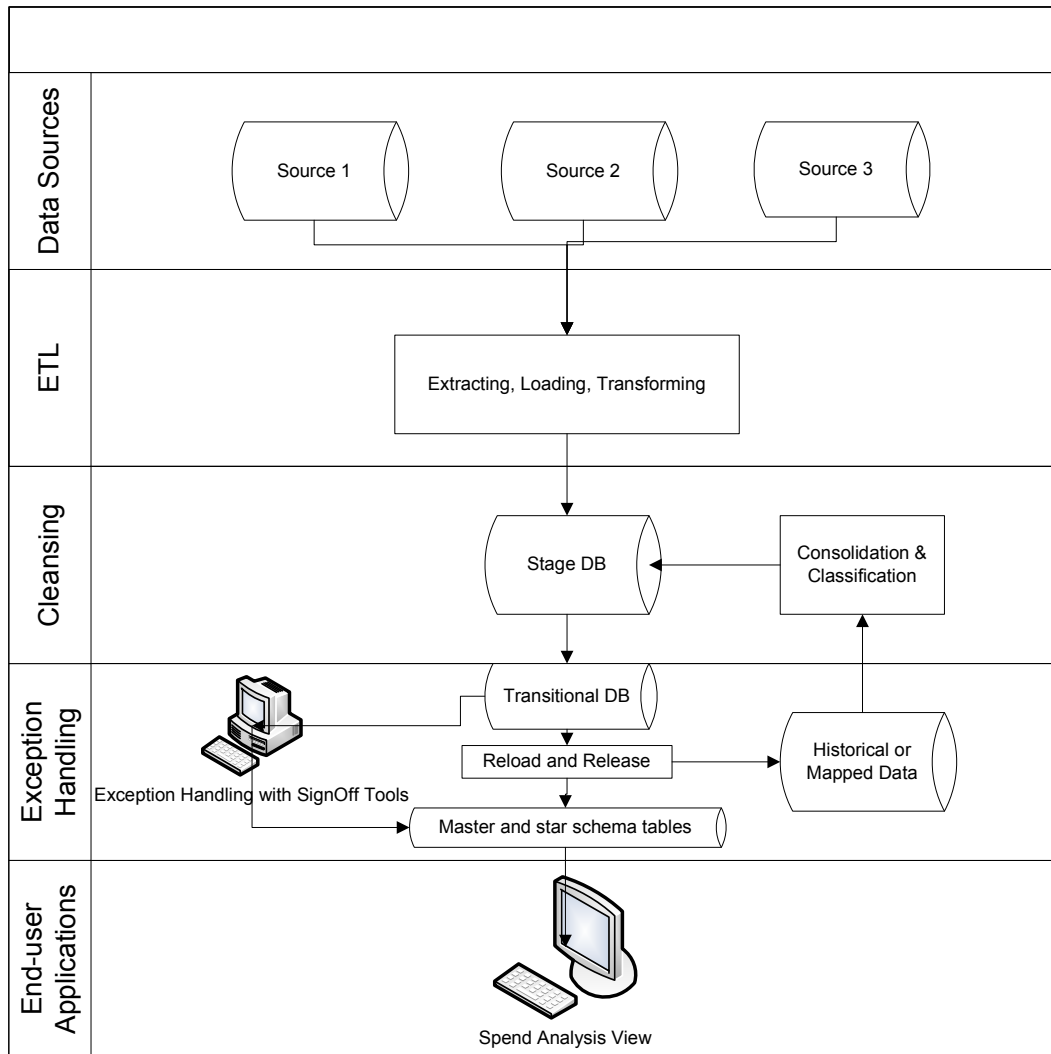 Data Sources
Source 1
Source 2
Source 3
ETL
Extracting, Loading, Transforming
Cleansing
Stage DB
Consolidation &
Classification
Exception
Handling
Transitional DB
Reload and Release
Historical or
Mapped Data
Exception Handling with SignOff Tools
Master and star schema tables
End-user
Applications
Spend Analysis View